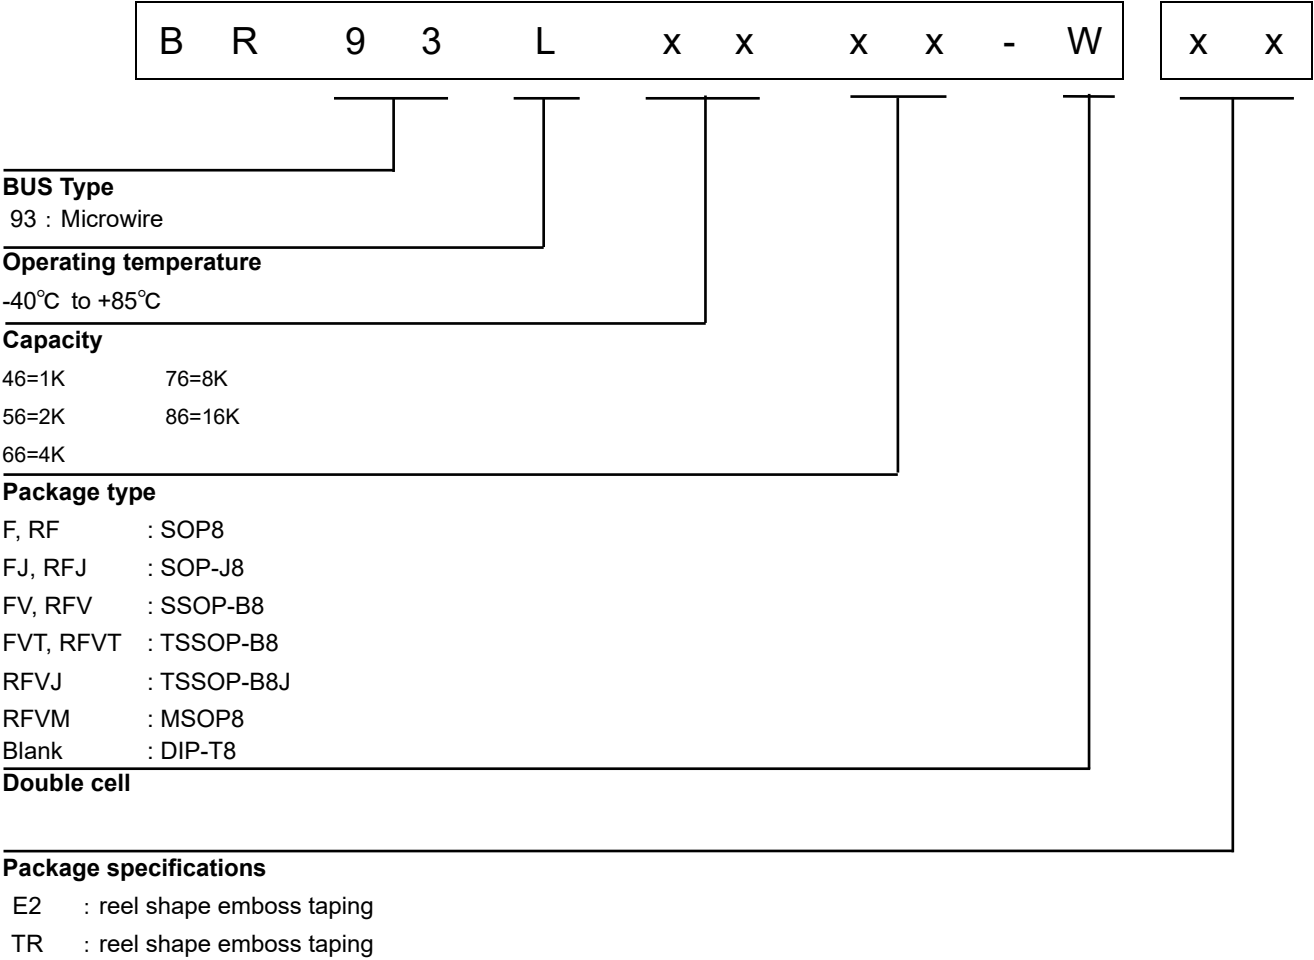 B R 9 3 L x x x x - W x x
BUS Type
93 : Microwire
Operating temperature
-40℃ to +85℃
Capacity
46=1K 76=8K
56=2K 86=16K
66=4K
Package type
F, RF : SOP8
FJ, RFJ : SOP-J8
FV, RFV : SSOP-B8
FVT, RFVT : TSSOP-B8
RFVJ : TSSOP-B8J
RFVM : MSOP8
Blank : DIP-T8
Double cell
Package specifications
E2 : reel shape emboss taping
TR : reel shape emboss taping